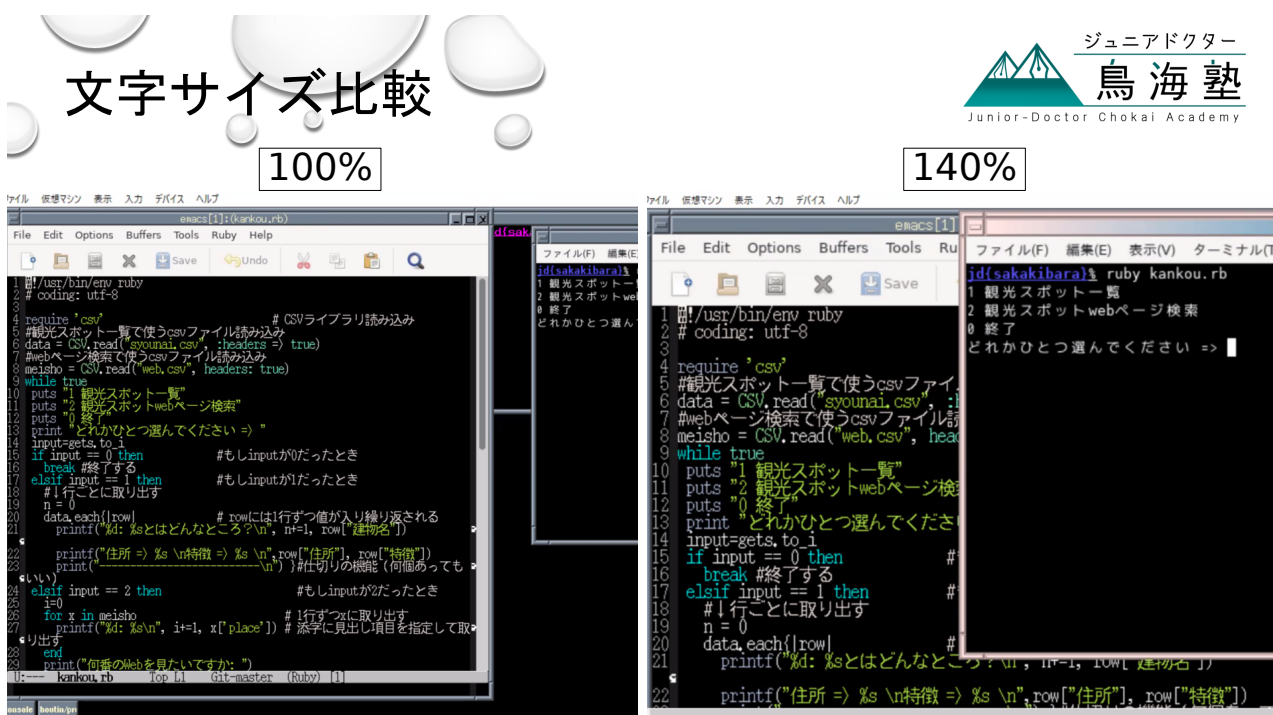 文字サイズ比較
ジュニアドクター
鳥海塾
Junior-Doctor Chokai Academy
100%
ァイル 仮想マシン 表示 入力 デバイス ヘルプ
emacs[1]:(kankou.rb)
File Edit Options Buffers Tools Ruby Help
Save Undo
1 #!/usr/bin/env ruby
2 # coding: utf-8
3
4 require 'csv' # CSVライブラリ読み込み
5 #観光スポット一覧で使うcsvファイル読み込み
6 data = CSV.read("syounai.csv", :headers => true)
7 #webページ検索で使うcsvファイル読み込み
8 meisho = CSV.read("web.csv", headers: true)
9 while true
10 puts "1 観光スポット一覧"
11 puts "2 観光スポットwebページ検索"
12 puts "0 終了"
13 print "どれかひとつ選んでください => "
14 input=gets.to_i
15 if input == 0 then #もしinputが0だったとき
16 break #終了する
17 elsif input == 1 then #もしinputが1だったとき
18 #↓行ごとに取り出す
19 n = 0
20 data.each{|row| # rowには1行ずつ値が入り繰り返される
21 printf("%d: %sとはどんなところ？\n", n+=1, row["建物名"])
22 printf("住所 => %s \n特徴 => %s \n",row["住所"], row["特徴"])
23 print("--------------------------\n") }#仕切りの機能（何個あっても
いい）
24 elsif input == 2 then #もしinputが2だったとき
25 i=0
26 for x in meisho # 1行ずつxに取り出す
27 printf("%d: %s\n", i+=1, x['place']) # 添字に見出し項目を指定して取
り出す
28 end
29 print("何番のWebを見たいですか: ")
U:--- kankou.rb Top L1 Git-master (Ruby) [1]
onsole houtin/pr
jd{sak
ファイル(F) 編集(E
jd{sakakibara}%
1 観光スポット一
2 観光スポットwe
0 終了
どれかひとつ選ん
140%
ァイル 仮想マシン 表示 入力 デバイス ヘルプ
emacs[1]
File Edit Options Buffers Tools Ru
Save
1 #!/usr/bin/env ruby
2 # coding: utf-8
3
4 require 'csv'
5 #観光スポット一覧で使うcsvファイ
6 data = CSV.read("syounai.csv", :
7 #webページ検索で使うcsvファイル読
8 meisho = CSV.read("web.csv", head
9 while true
10 puts "1 観光スポット一覧"
11 puts "2 観光スポットwebページ検
12 puts "0 終了"
13 print "どれかひとつ選んでくださ
14 input=gets.to_i
15 if input == 0 then #
16 break #終了する
17 elsif input == 1 then #
18 #↓行ごとに取り出す
19 n = 0
20 data.each{|row| #
21 printf("%d: %sとはどんなところ？\n", n+=1, row["建物名"])
22 printf("住所 => %s \n特徴 => %s \n",row["住所"], row["特徴"])
ファイル(F) 編集(E) 表示(V) ターミナル(T
jd{sakakibara}% ruby kankou.rb
1 観光スポット一覧
2 観光スポットwebページ検索
0 終了
どれかひとつ選んでください =>